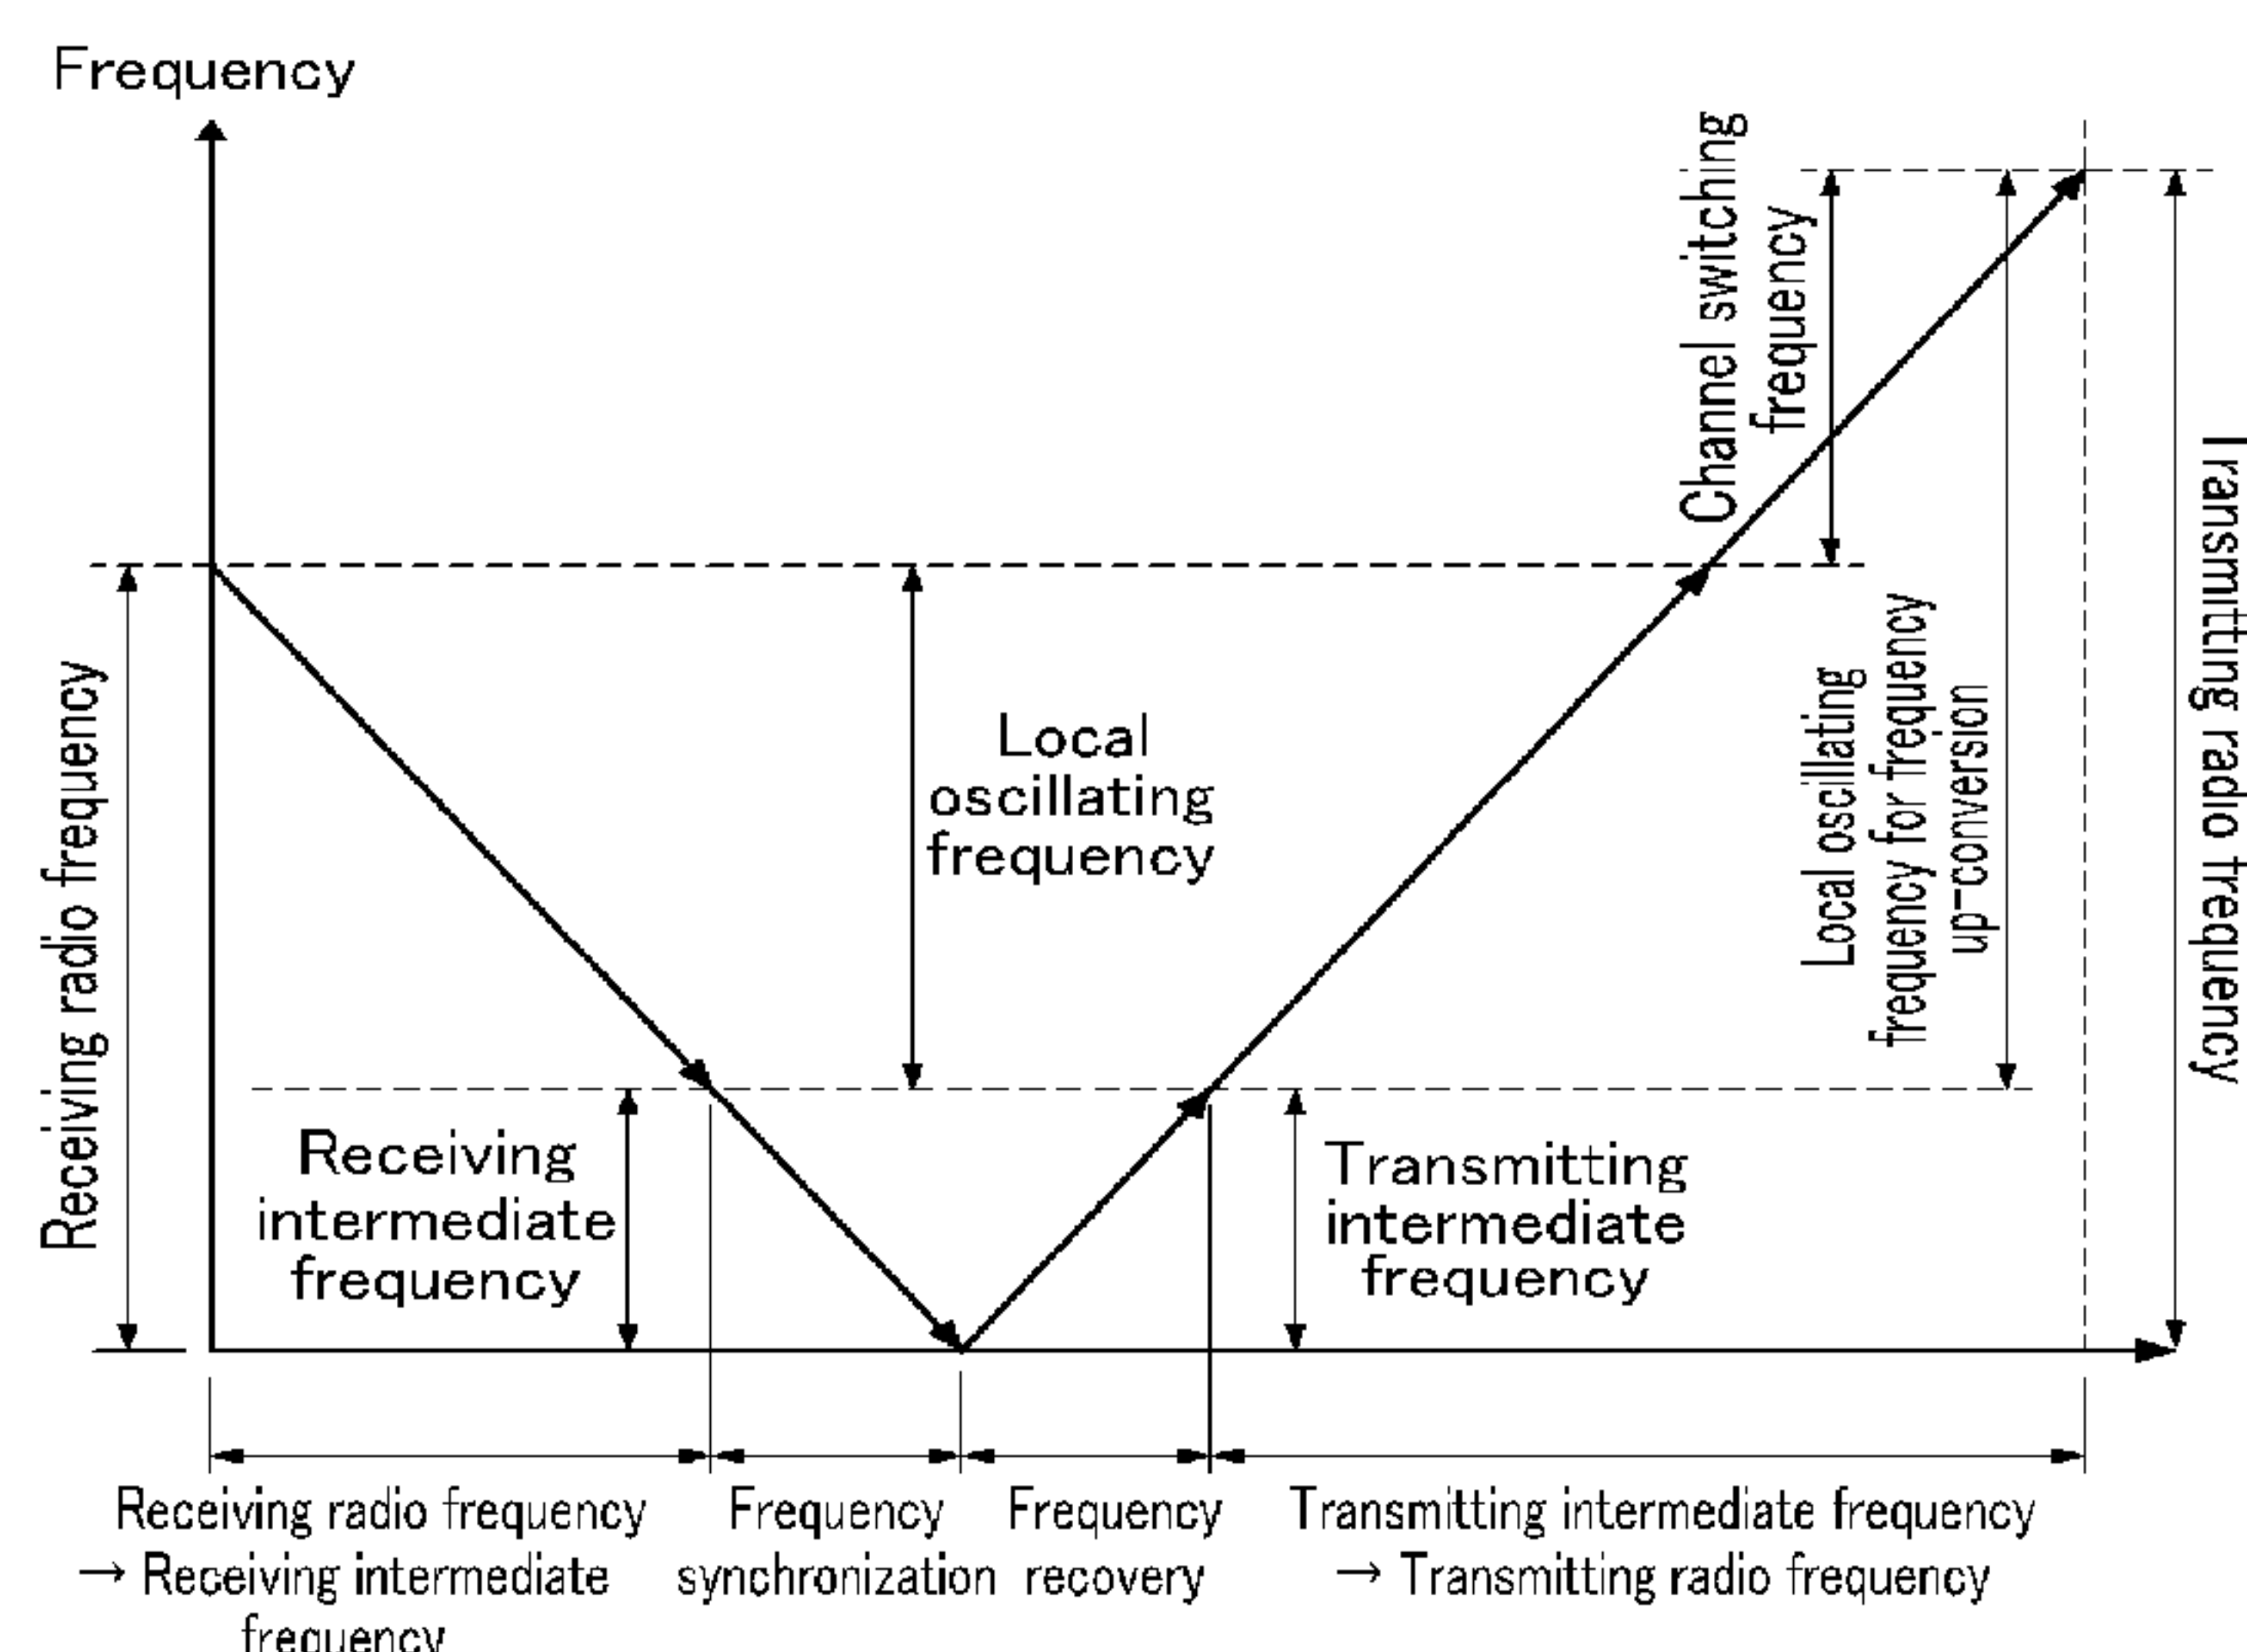 Frequency
Channel switching
frequency
Receiving radio frequency
Local
oscillating
frequency
Local oscillating
frequency for frequency
up-conversion
Transmitting radio frequency
Receiving
intermediate
frequency
Transmitting
intermediate
frequency
Receiving radio frequency
→ Receiving intermediate
frequency
Frequency
synchronization
Frequency
recovery
Transmitting intermediate frequency
→ Transmitting radio frequency